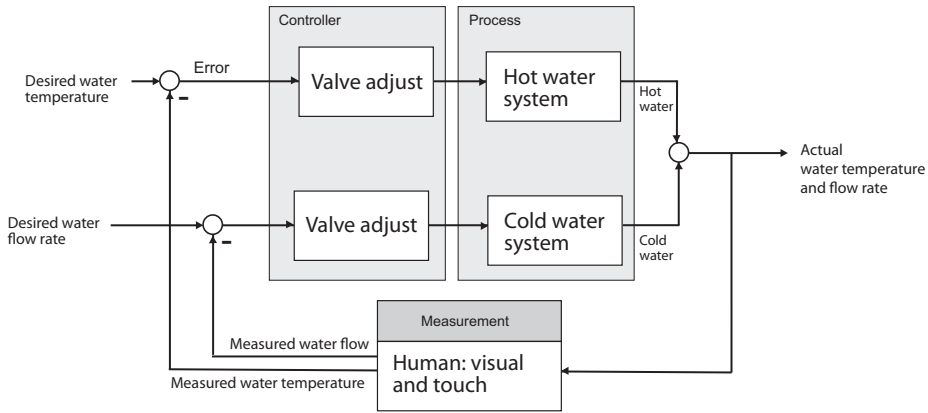 Controller
Process
Desired water
temperature
Error
Valve adjust
Hot water
system
Hot
water
Actual
water temperature
and flow rate
Desired water
flow rate
Valve adjust
Cold water
system
Cold
water
Measurement
Measured water flow
Human: visual
and touch
Measured water temperature